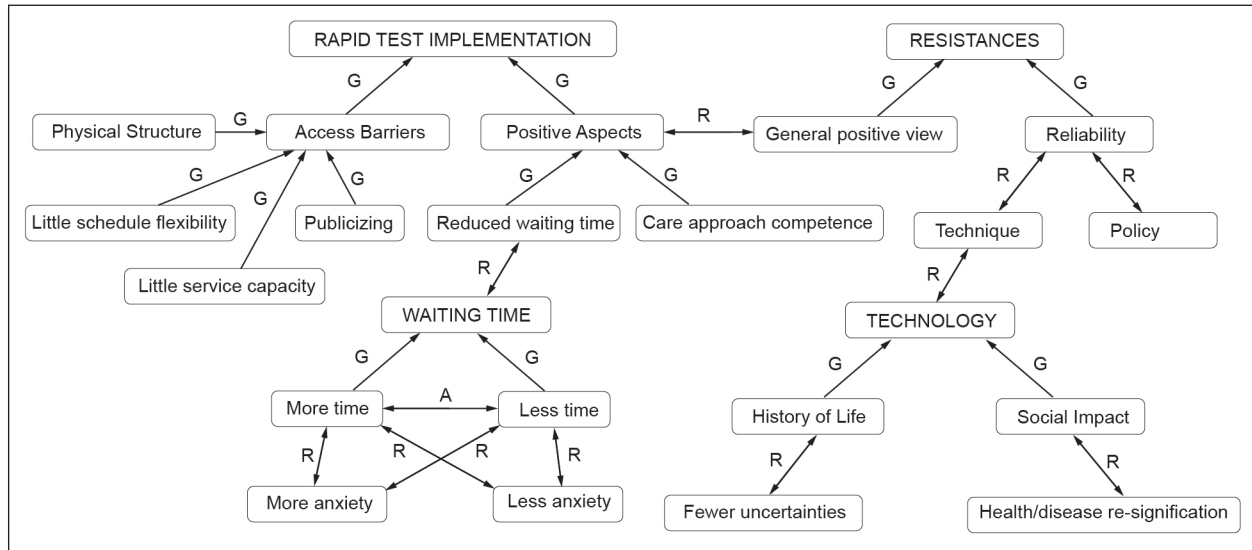 RAPID TEST IMPLEMENTATION
RESISTANCES
G
G
G
G
Physical Structure
G
Access Barriers
Positive Aspects
R
General positive view
Reliability
G
G
G
G
G
R
R
Little schedule flexibility
Publicizing
Reduced waiting time
Care approach competence
Technique
Policy
Little service capacity
R
R
WAITING TIME
TECHNOLOGY
G
G
G
G
More time
A
Less time
History of Life
Social Impact
R
R
R
R
R
R
More anxiety
Less anxiety
Fewer uncertainties
Health/disease re-signification